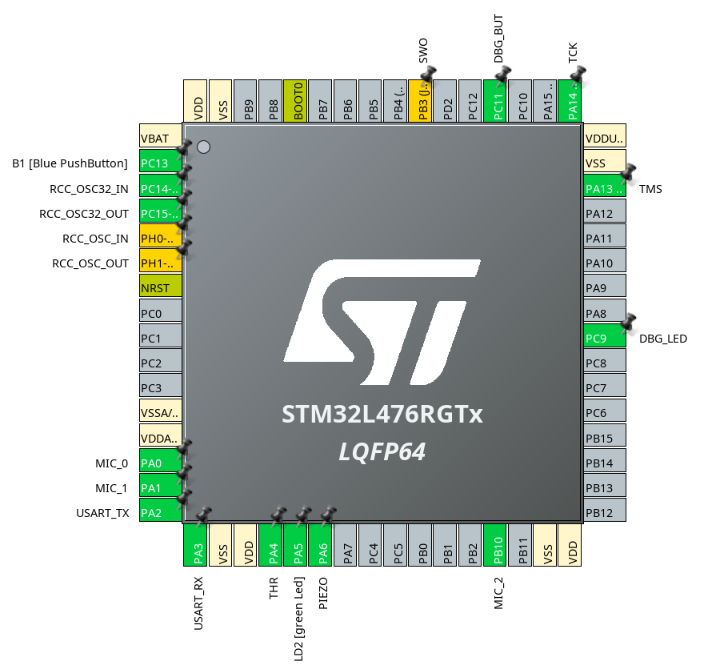 SWO
DBG_BUT
TCK
VDD
VSS
PB9
PB8
BOOT0
PB7
PB6
PB5
PB4 (..
PB3 (J..
PD2
PC12
PC11
PC10
PA15 ..
PA14 ..
VBAT
B1 [Blue PushButton] PC13
RCC_OSC32_IN PC14-..
RCC_OSC32_OUT PC15-..
RCC_OSC_IN PH0-..
RCC_OSC_OUT PH1-..
NRST
PC0
PC1
PC2
PC3
VSSA/..
VDDA..
MIC_0 PA0
MIC_1 PA1
USART_TX PA2
ST
STM32L476RGTx
LQFP64
VDDU..
VSS
PA13 .. TMS
PA12
PA11
PA10
PA9
PA8
PC9 DBG_LED
PC8
PC7
PC6
PB15
PB14
PB13
PB12
PA3
VSS
VDD
PA4
PA5
PA6
PA7
PC4
PC5
PB0
PB1
PB2
PB10
PB11
VSS
VDD
USART_RX
THR
LD2 [green Led]
PIEZO
MIC_2